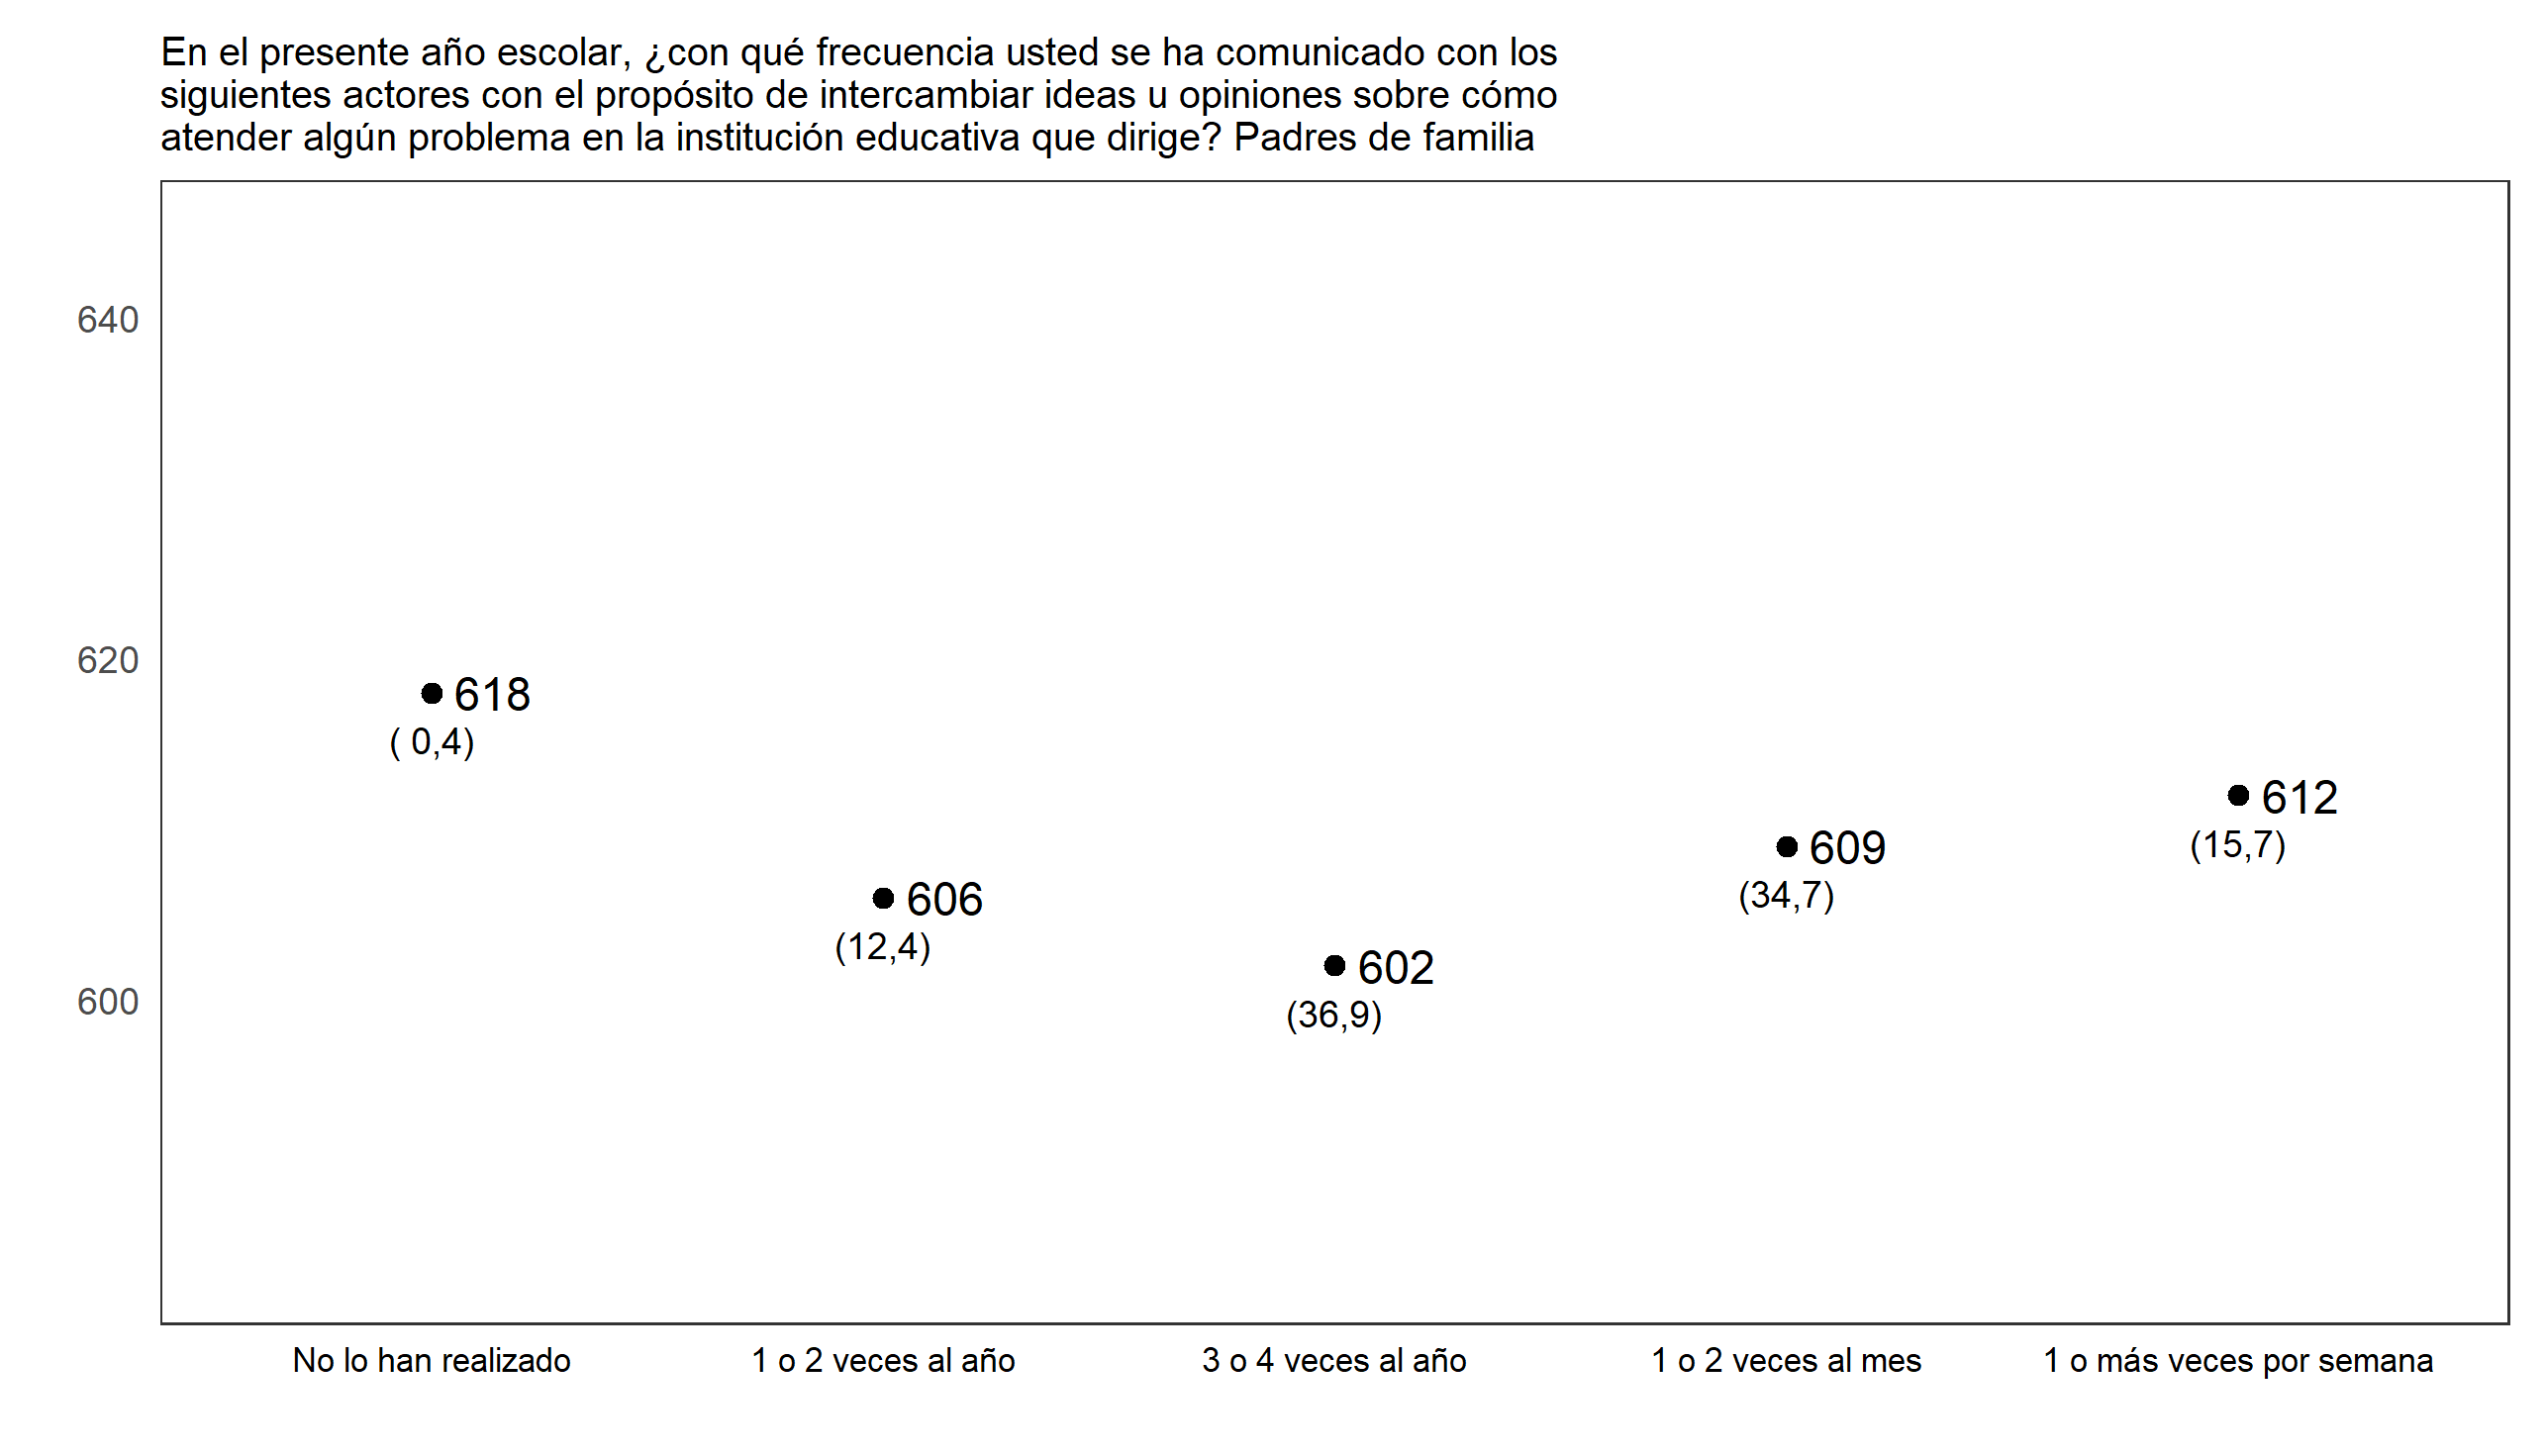 En el presente año escolar, ¿con qué frecuencia usted se ha comunicado con los
siguientes actores con el propósito de intercambiar ideas u opiniones sobre cómo
atender algún problema en la institución educativa que dirige? Padres de familia
640
620
600
618
( 0,4)
606
(12,4)
602
(36,9)
609
(34,7)
612
(15,7)
No lo han realizado
1 o 2 veces al año
3 o 4 veces al año
1 o 2 veces al mes
1 o más veces por semana